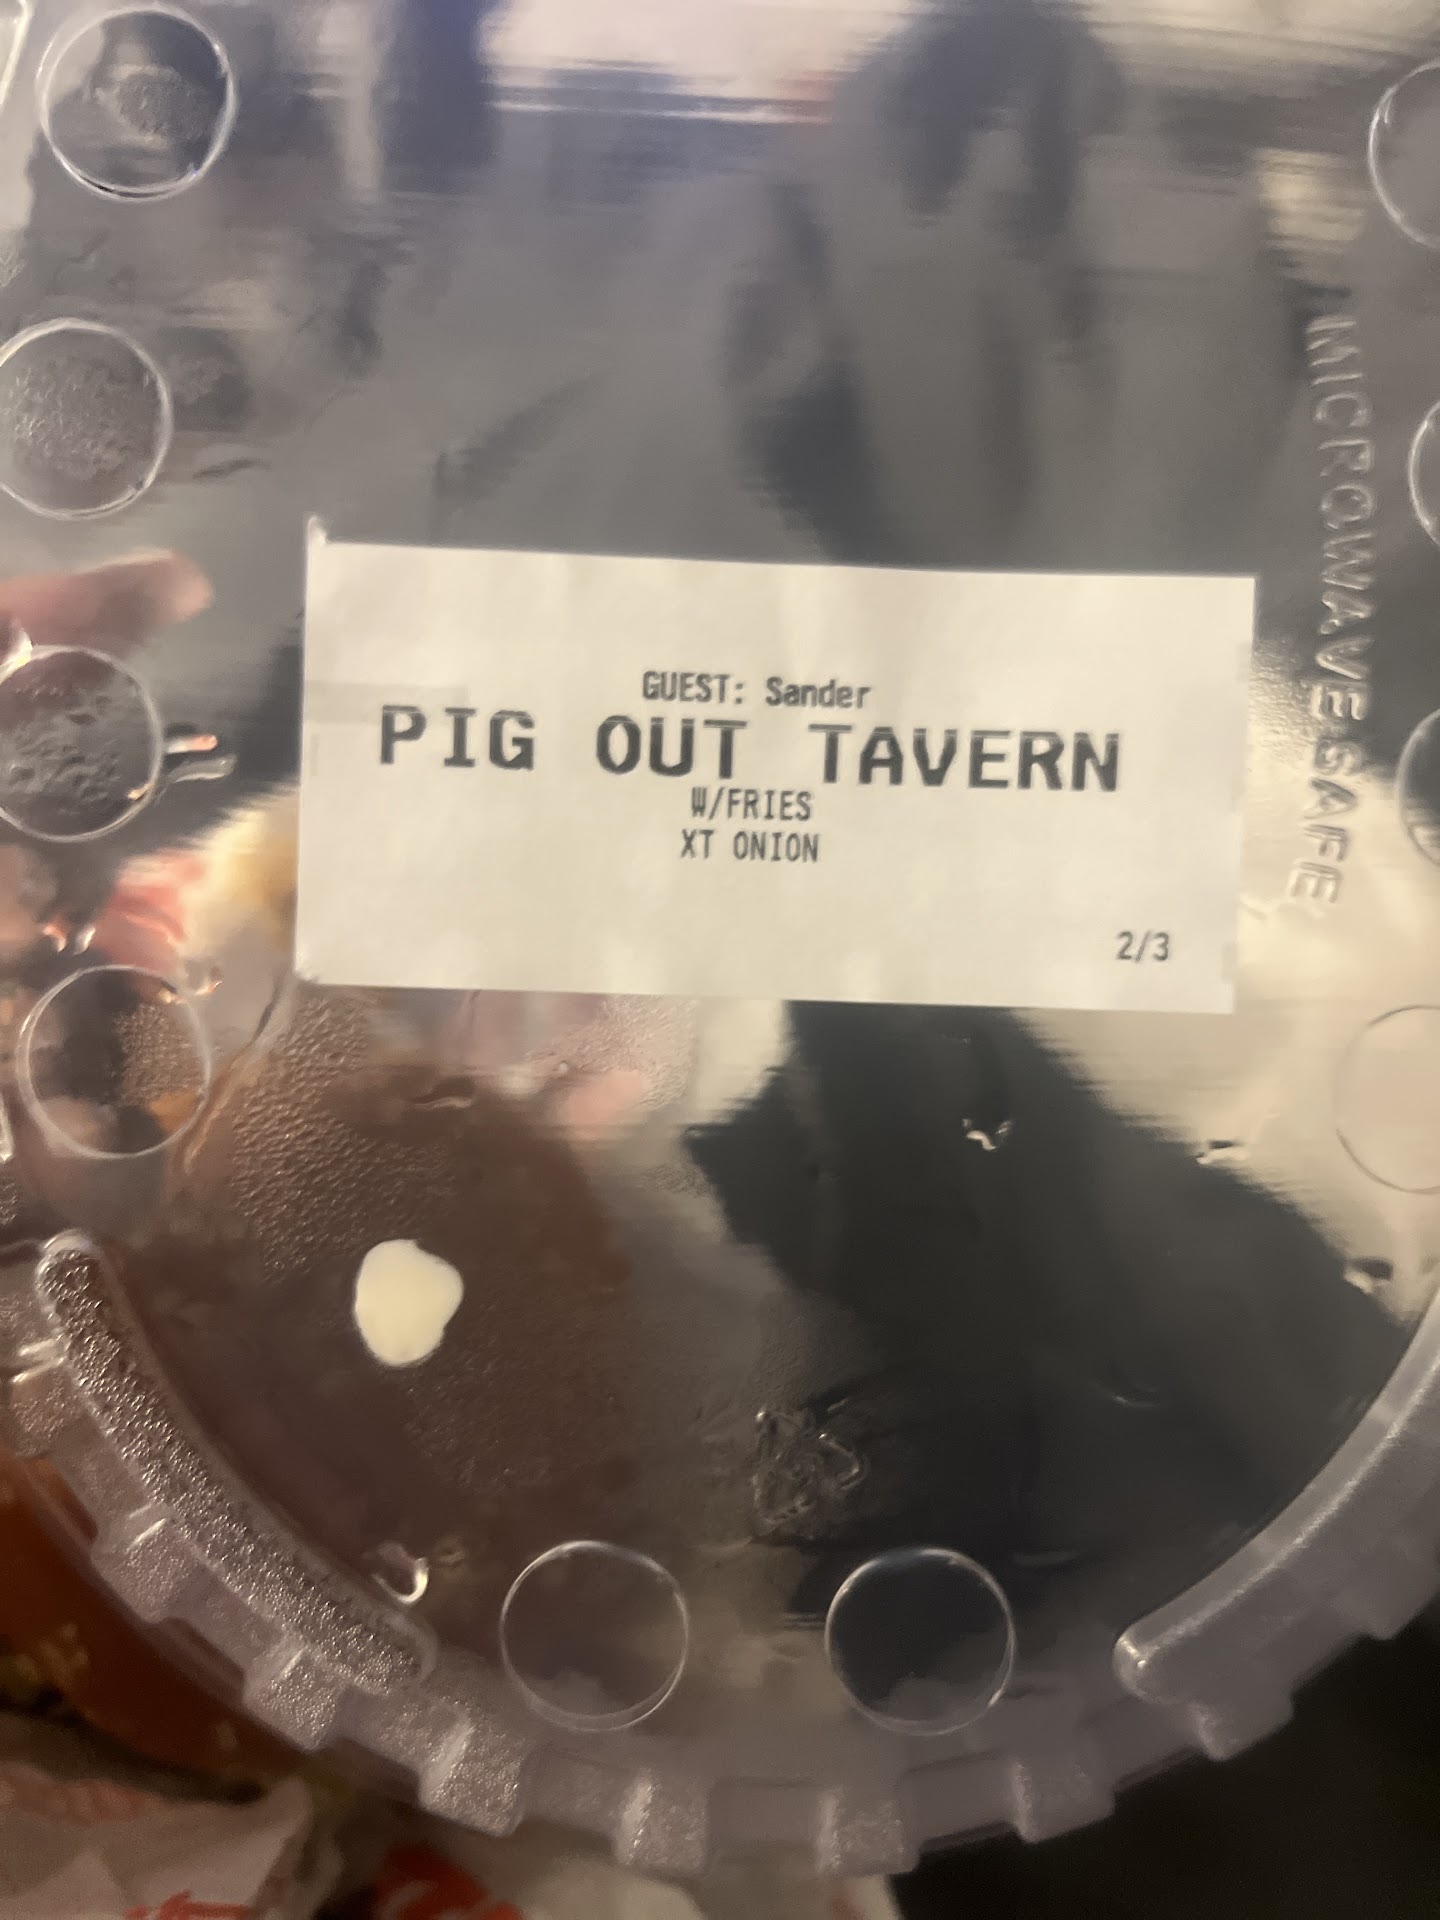 GUEST: Sander
PIG OUT TAVERN
W/FRIES
XT ONION
2/3
MICROWAVE SAFE